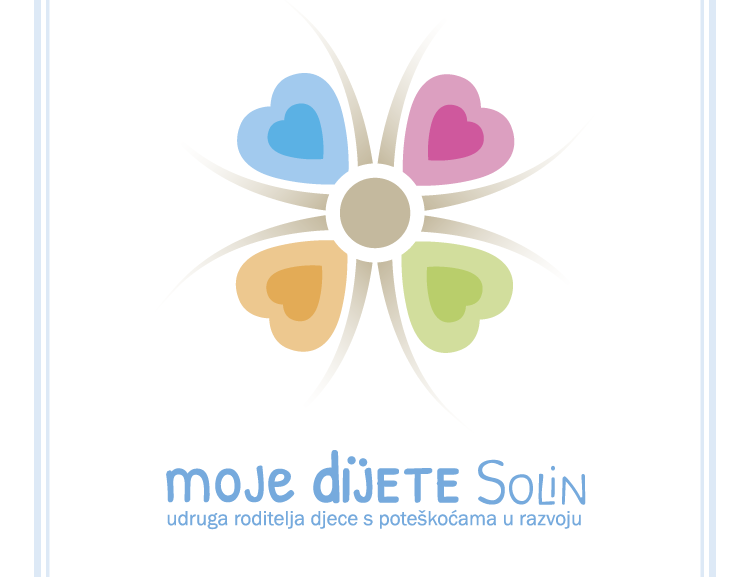 moje dijETE SoLiN
udruga roditelja djece s poteškoćama u razvoju